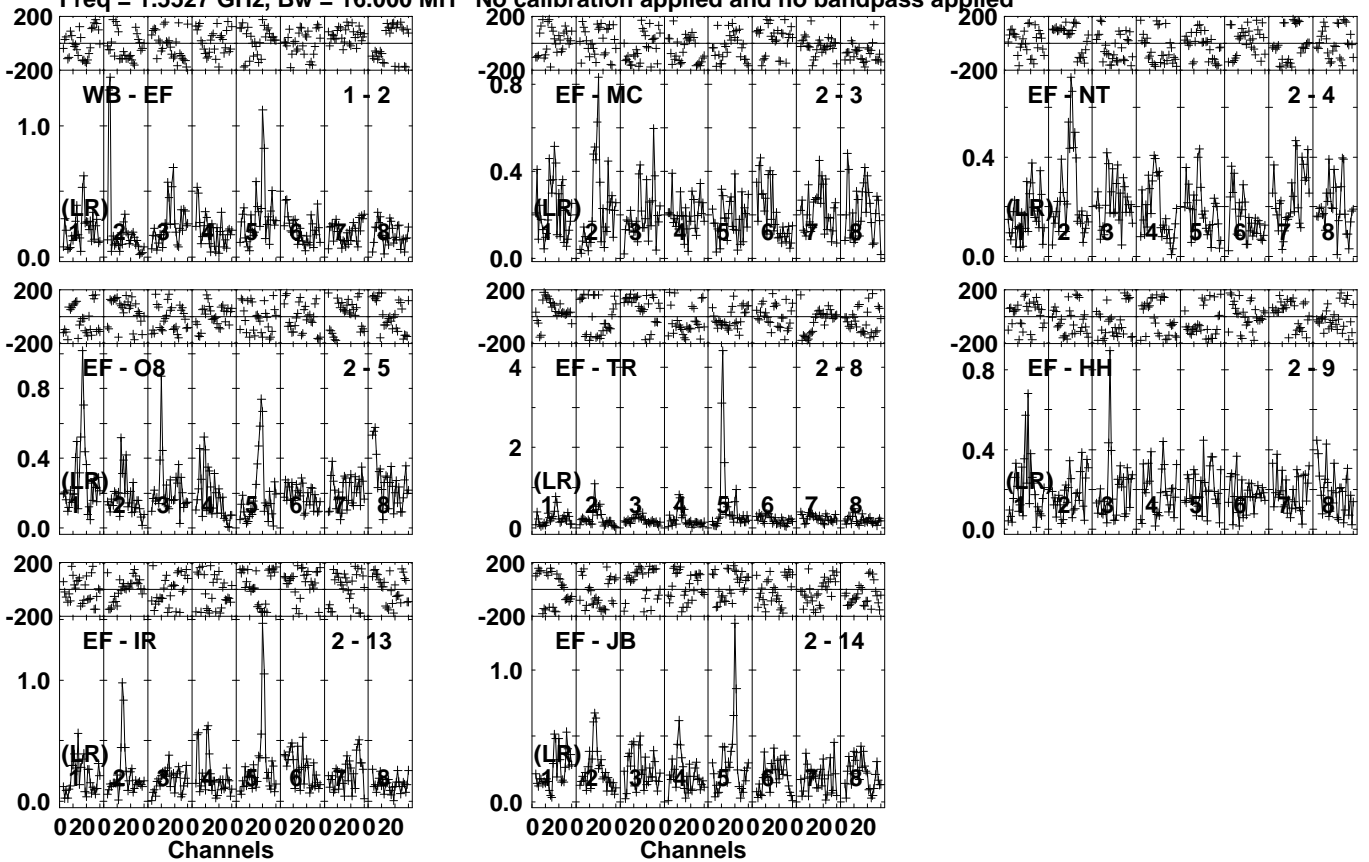 Freq = 1.5527 GHz, Bw = 16.000 MH No calibration applied and no bandpass applied
200
-200
WB - EF 1 - 2
1.0
0.0
(LR)
1 2 3 4 5 6 7 8
200
-200
EF - MC 2 - 3
0.8
0.4
0.0
(LR)
1 2 3 4 5 6 7 8
200
-200
EF - NT 2 - 4
0.4
0.0
(LR)
1 2 3 4 5 6 7 8
200
-200
EF - O8 2 - 5
0.8
0.4
0.0
(LR)
1 2 3 4 5 6 7 8
200
-200
EF - TR 2 - 8
4
2
0
(LR)
1 2 3 4 5 6 7 8
200
-200
EF - HH 2 - 9
0.8
0.4
0.0
(LR)
1 2 3 4 5 6 7 8
200
-200
EF - IR 2 - 13
1.0
0.0
(LR)
1 2 3 4 5 6 7 8
0 20 0 20 0 20 0 20 0 20 0 20 0 20 0 20
Channels
200
-200
EF - JB 2 - 14
1.0
0.0
(LR)
1 2 3 4 5 6 7 8
0 20 0 20 0 20 0 20 0 20 0 20 0 20 0 20
Channels